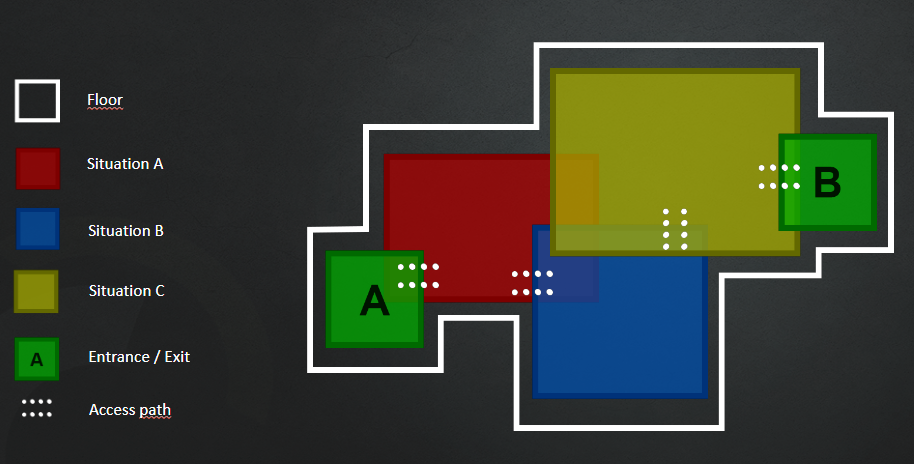 Floor
Situation A
Situation B
Situation C
A
Entrance / Exit
Access path
A
B